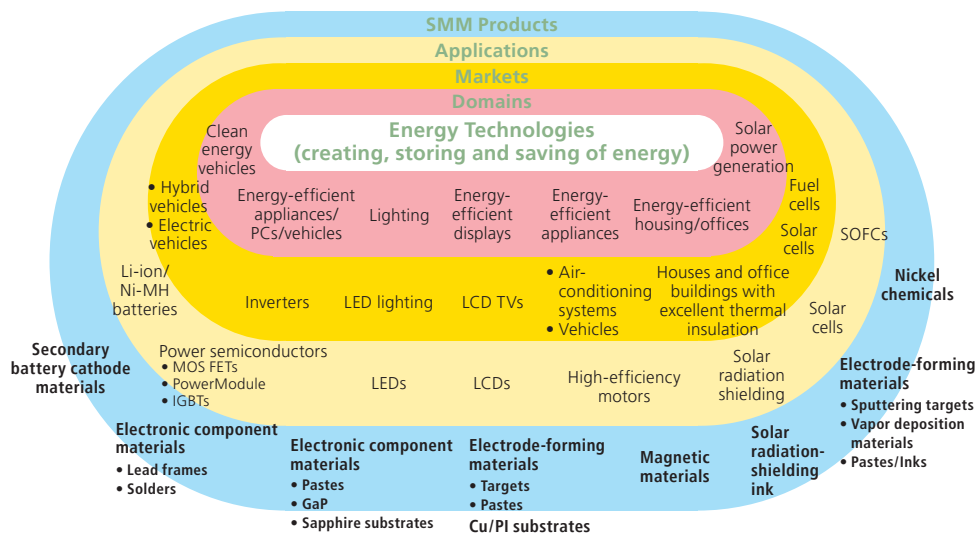 SMM Products
Applications
Markets
Domains
Energy Technologies
(creating, storing and saving of energy)
Clean
energy
vehicles
Solar
power
generation
Energy-efficient
appliances/
PCs/vehicles
Lighting
Energy-
efficient
displays
Energy-
efficient
appliances
Energy-efficient
housing/offices
• Hybrid
vehicles
• Electric
vehicles
Fuel
cells
Solar
cells
Inverters
LED lighting
LCD TVs
• Air-
conditioning
systems
• Vehicles
Houses and office
buildings with
excellent thermal
insulation
Li-ion/
Ni-MH
batteries
SOFCs
Solar
cells
Power semiconductors
• MOS FETs
• PowerModule
• IGBTs
LEDs
LCDs
High-efficiency
motors
Solar
radiation
shielding
Secondary
battery cathode
materials
Nickel
chemicals
Electrode-forming
materials
• Sputtering targets
• Vapor deposition
materials
• Pastes/Inks
Electronic component
materials
• Lead frames
• Solders
Electronic component
materials
• Pastes
• GaP
• Sapphire substrates
Electrode-forming
materials
• Targets
• Pastes
Cu/PI substrates
Magnetic
materials
Solar
radiation-
shielding
ink